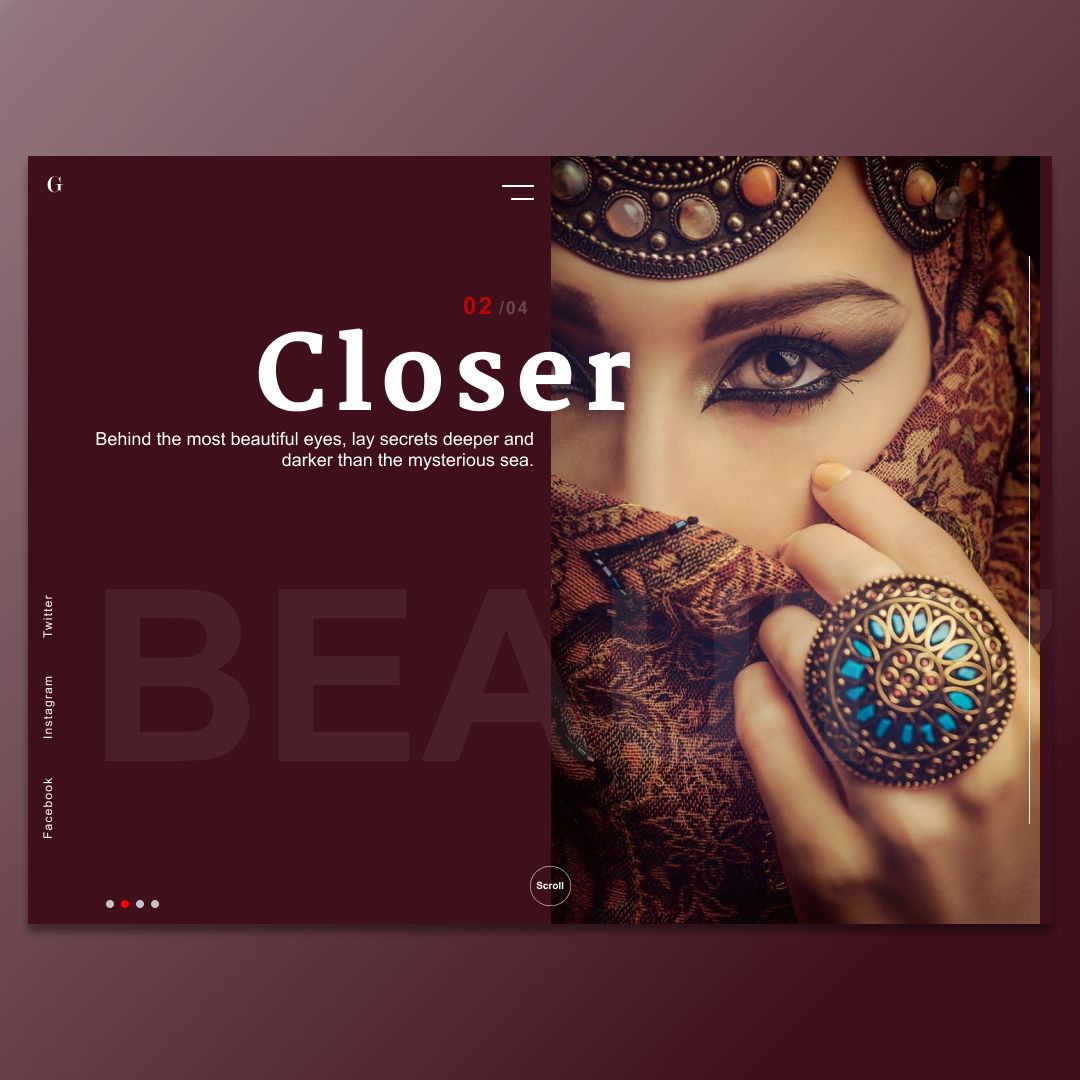 G
02 /04
Closer
Behind the most beautiful eyes, lay secrets deeper and
darker than the mysterious sea.
Twitter
Instagram
Facebook
Scroll